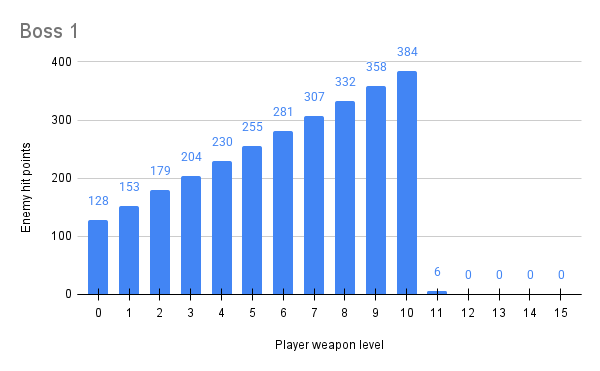 Boss 1
Enemy hit points
400
300
200
100
0
128 153 179 204 230 255 281 307 332 358 384 6 0 0 0 0
0 1 2 3 4 5 6 7 8 9 10 11 12 13 14 15
Player weapon level